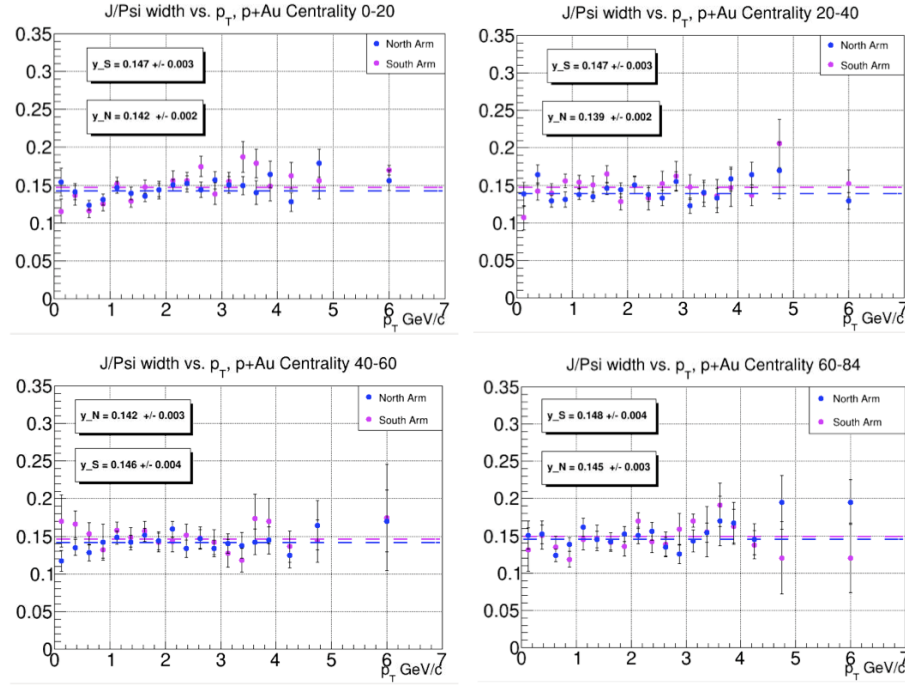 J/Psi width vs. p_T, p+Au Centrality 0-20
0.35
0.3
0.25
0.2
0.15
0.1
0.05
0
0 1 2 3 4 5 6 7
p_T GeV/c
y_S = 0.147 +/- 0.003
y_N = 0.142 +/- 0.002
North Arm
South Arm
J/Psi width vs. p_T, p+Au Centrality 20-40
0.35
0.3
0.25
0.2
0.15
0.1
0.05
0
0 1 2 3 4 5 6 7
p_T GeV/c
y_S = 0.147 +/- 0.003
y_N = 0.139 +/- 0.002
North Arm
South Arm
J/Psi width vs. p_T, p+Au Centrality 40-60
0.35
0.3
0.25
0.2
0.15
0.1
0.05
0
0 1 2 3 4 5 6 7
p_T GeV/c
y_N = 0.142 +/- 0.003
y_S = 0.146 +/- 0.004
North Arm
South Arm
J/Psi width vs. p_T, p+Au Centrality 60-84
0.35
0.3
0.25
0.2
0.15
0.1
0.05
0
0 1 2 3 4 5 6 7
p_T GeV/c
y_S = 0.148 +/- 0.004
y_N = 0.145 +/- 0.003
North Arm
South Arm